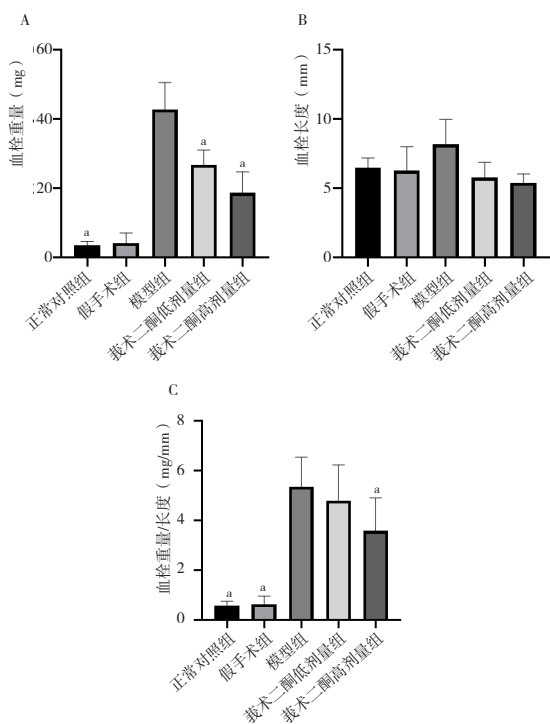 A
血栓重量（mg）
60
40
20
0
a
a
a
正常对照组
假手术组
模型组
莪术二酮低剂量组
莪术二酮高剂量组
B
血栓长度（mm）
15
10
5
0
正常对照组
假手术组
模型组
莪术二酮低剂量组
莪术二酮高剂量组
C
血栓重量/长度（mg/mm）
8
6
4
2
0
a
a
a
正常对照组
假手术组
模型组
莪术二酮低剂量组
莪术二酮高剂量组